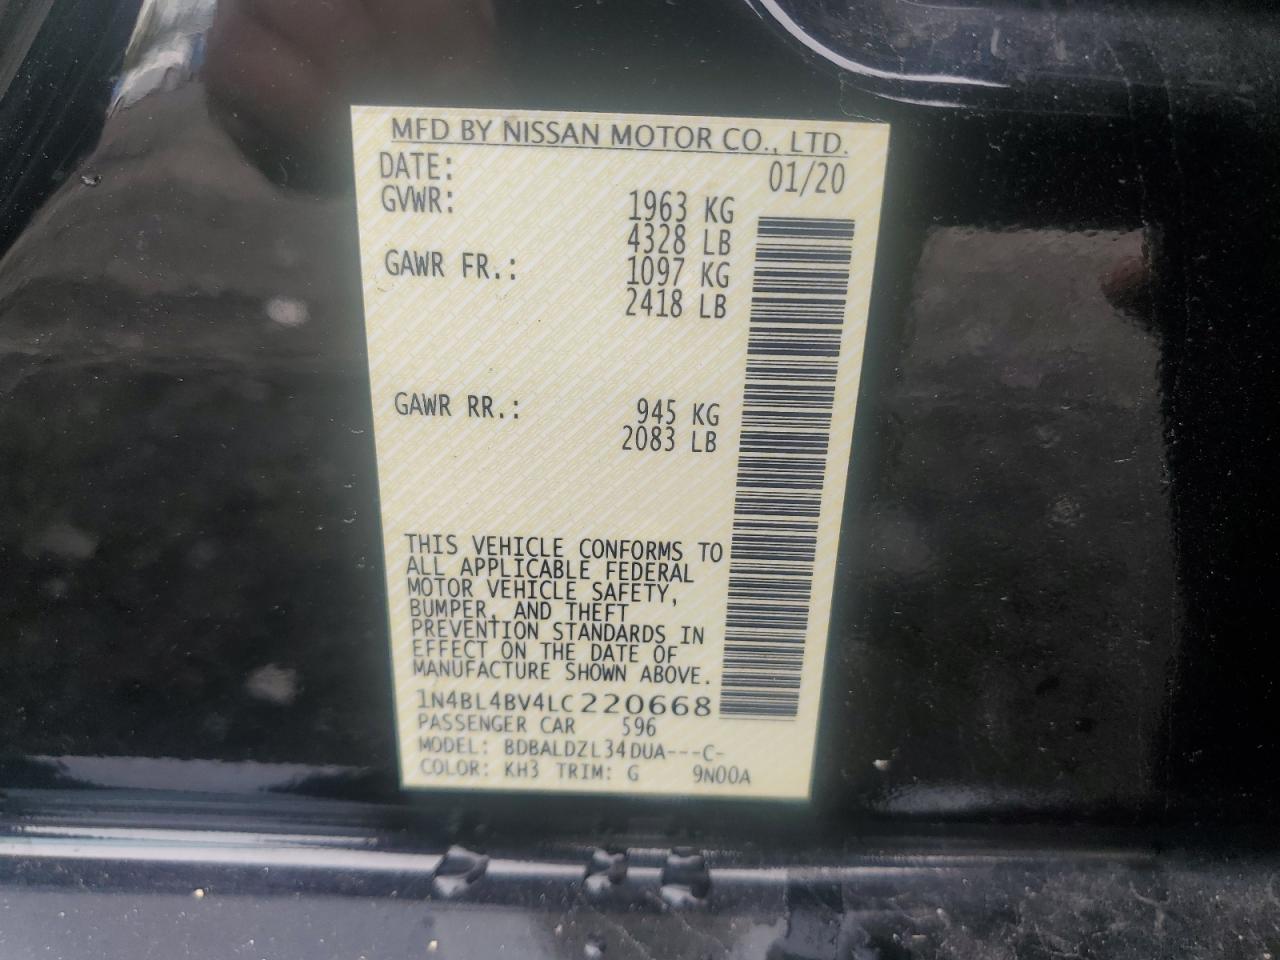 MFD BY NISSAN MOTOR CO., LTD.
DATE: 01/20
GVWR: 1963 KG
4328 LB
GAWR FR.: 1097 KG
2418 LB
GAWR RR.: 945 KG
2083 LB
THIS VEHICLE CONFORMS TO
ALL APPLICABLE FEDERAL
MOTOR VEHICLE SAFETY,
BUMPER, AND THEFT
PREVENTION STANDARDS IN
EFFECT ON THE DATE OF
MANUFACTURE SHOWN ABOVE.
1N4BL4BV4LC220668
PASSENGER CAR 596
MODEL: BDBALDZL34DUA---C-
COLOR: KH3 TRIM: G 9N00A